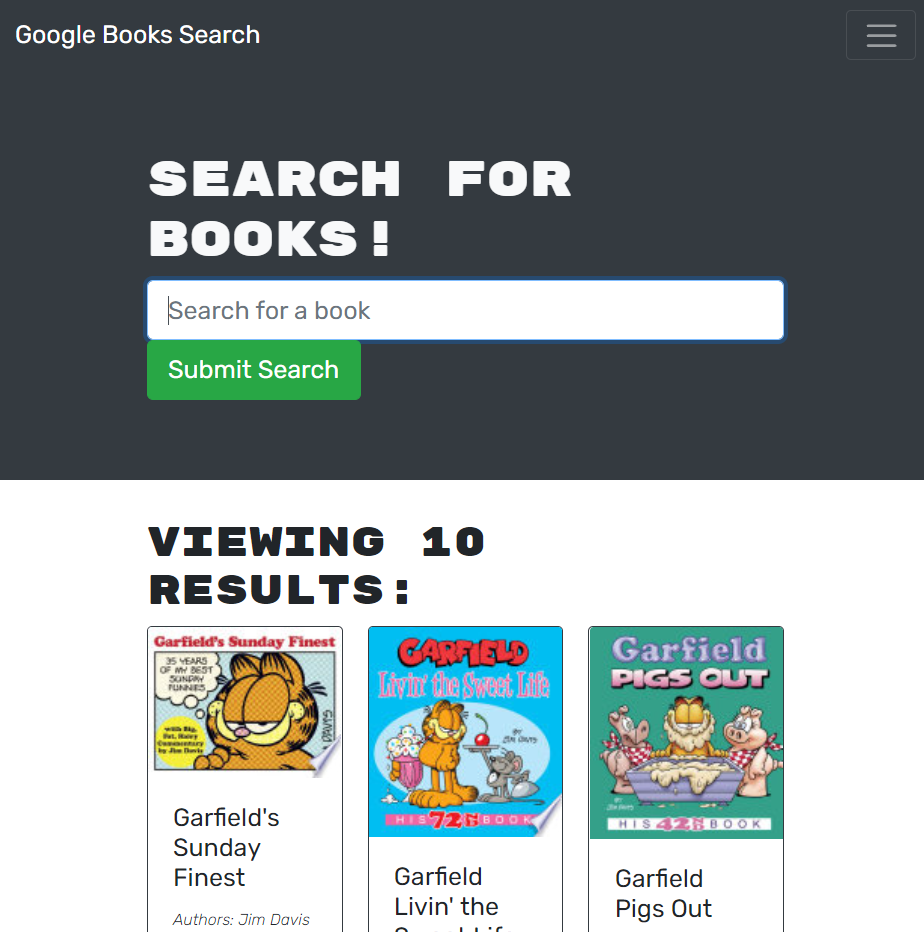 Google Books Search
SEARCH FOR
BOOKS!
Search for a book
Submit Search
VIEWING 10
RESULTS:
Garfield's Sunday Finest
35 YEARS
OF MY BEST
SUNDAY
FUNNIES
with Big,
Fat, Hairy
Commentary
by Jim Davis
DAVIS
Garfield's
Sunday
Finest
Authors: Jim Davis
GARFIELD
Livin' the Sweet Life
BY
JIM DAVIS
HIS 72ND BOOK
Garfield
Livin' the
Sweet Life
Garfield
PIGS OUT
BY
JIM DAVIS
HIS 42ND BOOK
Garfield
Pigs Out